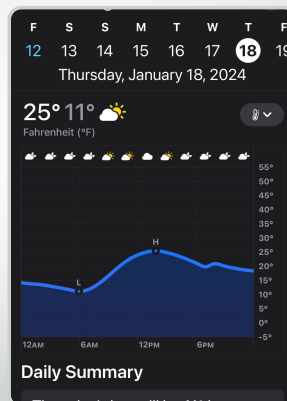 F S S M T W T F
12 13 14 15 16 17 18 19
Thursday, January 18, 2024
25° 11°
Fahrenheit (°F)
55°
50°
45°
40°
35°
30°
25°
20°
15°
10°
5°
0°
-5°
H
L
12AM 6AM 12PM 6PM
Daily Summary